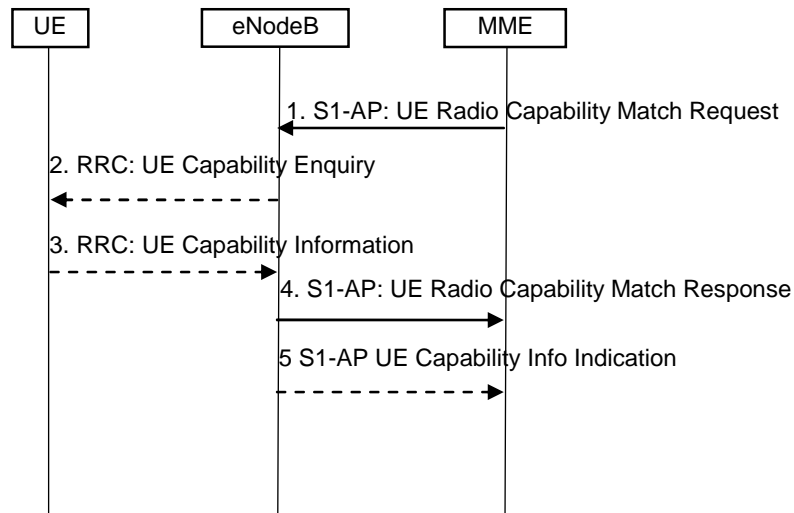 UE
eNodeB
MME
1. S1-AP: UE Radio Capability Match Request
2. RRC: UE Capability Enquiry
3. RRC: UE Capability Information
4. S1-AP: UE Radio Capability Match Response
5 S1-AP UE Capability Info Indication